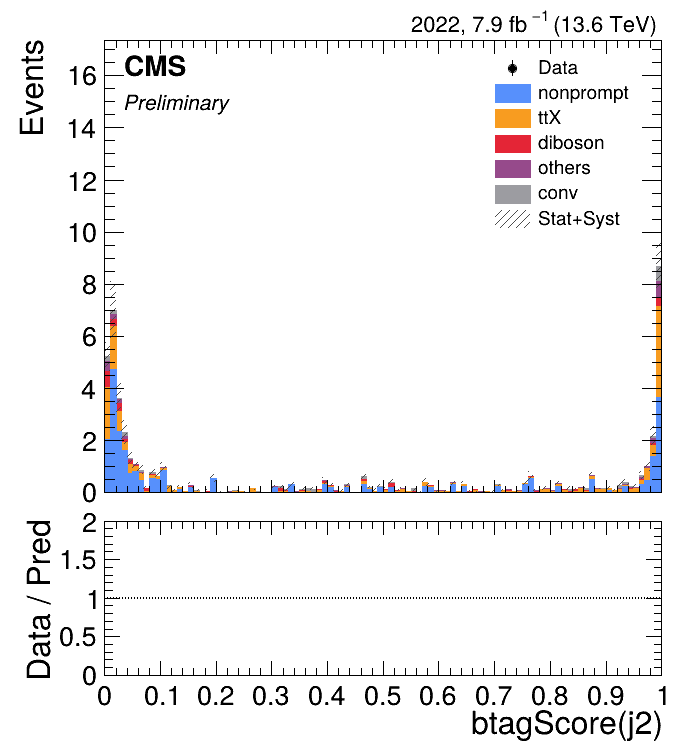 2022, 7.9 fb⁻¹ (13.6 TeV)
CMS
Preliminary
Events
16
14
12
10
8
6
4
2
0
Data
nonprompt
ttX
diboson
others
conv
Stat+Syst
Data / Pred
2
1.5
1
0.5
0
0 0.1 0.2 0.3 0.4 0.5 0.6 0.7 0.8 0.9 1
btagScore(j2)